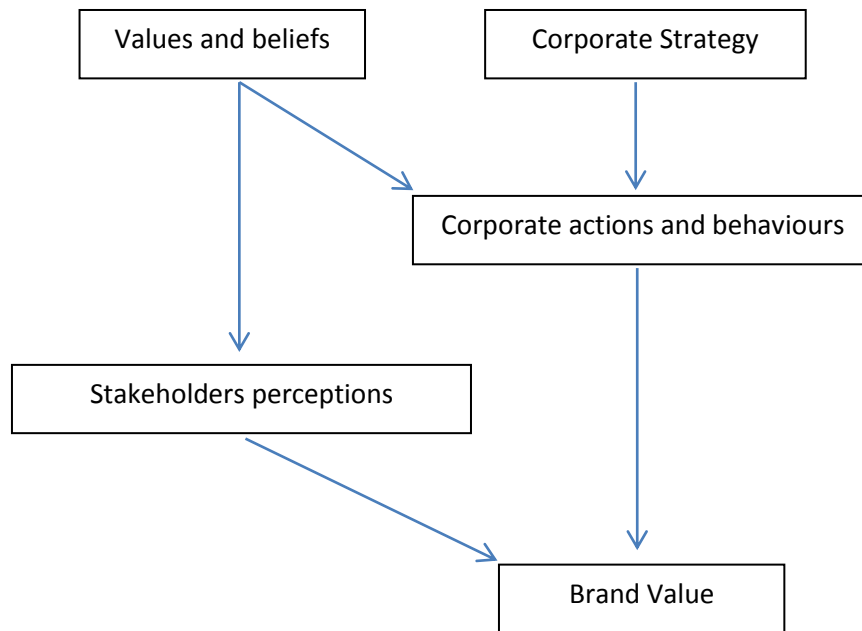 Values and beliefs
Corporate Strategy
Corporate actions and behaviours
Stakeholders perceptions
Brand Value